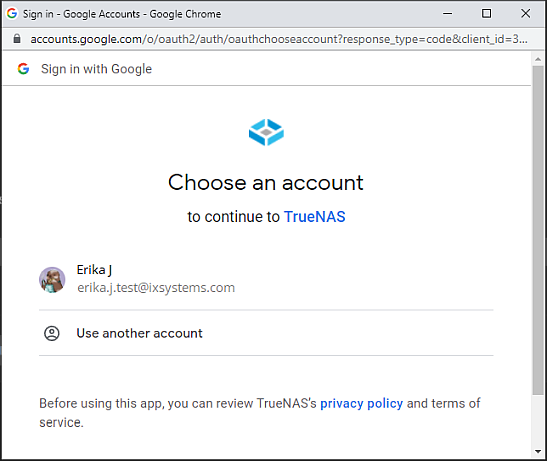 Sign in - Google Accounts - Google Chrome
accounts.google.com/o/oauth2/auth/oauthchooseaccount?response_type=code&client_id=3...
Sign in with Google
Choose an account
to continue to TrueNAS
Erika J
erika.j.test@ixsystems.com
Use another account
Before using this app, you can review TrueNAS's privacy policy and terms of
service.